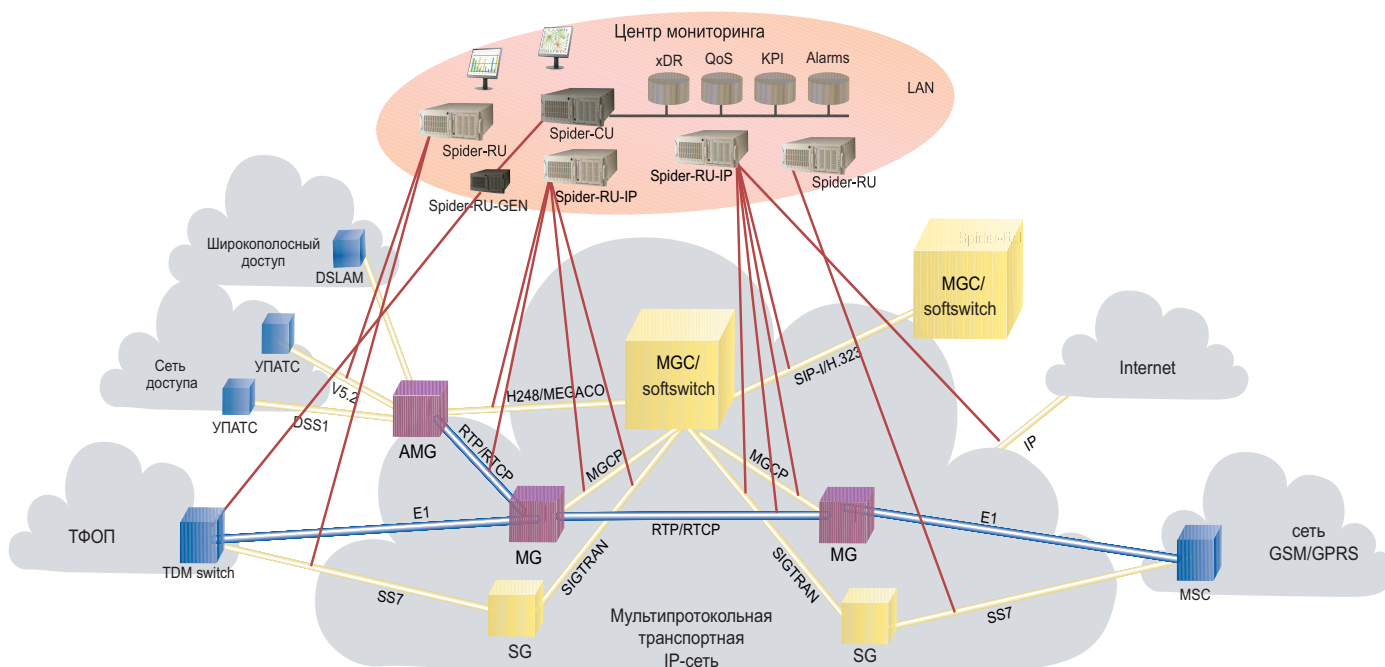 Центр мониторинга
xDR
QoS
KPI
Alarms
LAN
Spider-RU
Spider-CU
Spider-RU-IP
Spider-RU
Spider-RU-IP
Spider-RU-GEN
Широкополосный
доступ
DSLAM
Spider-RU
MGC/
softswitch
УПАТС
Сеть
доступа
УПАТС
V5.2
DSS1
AMG
H248/MEGACO
MGC/
softswitch
SIP-I/H.323
Internet
IP
RTP/RTCP
MGCP
MGCP
ТФОП
TDM switch
E1
MG
RTP/RTCP
MG
E1
сеть
GSM/GPRS
MSC
SS7
SIGTRAN
SIGTRAN
SS7
SG
SG
Мультипротокольная
транспортная
IP-сеть